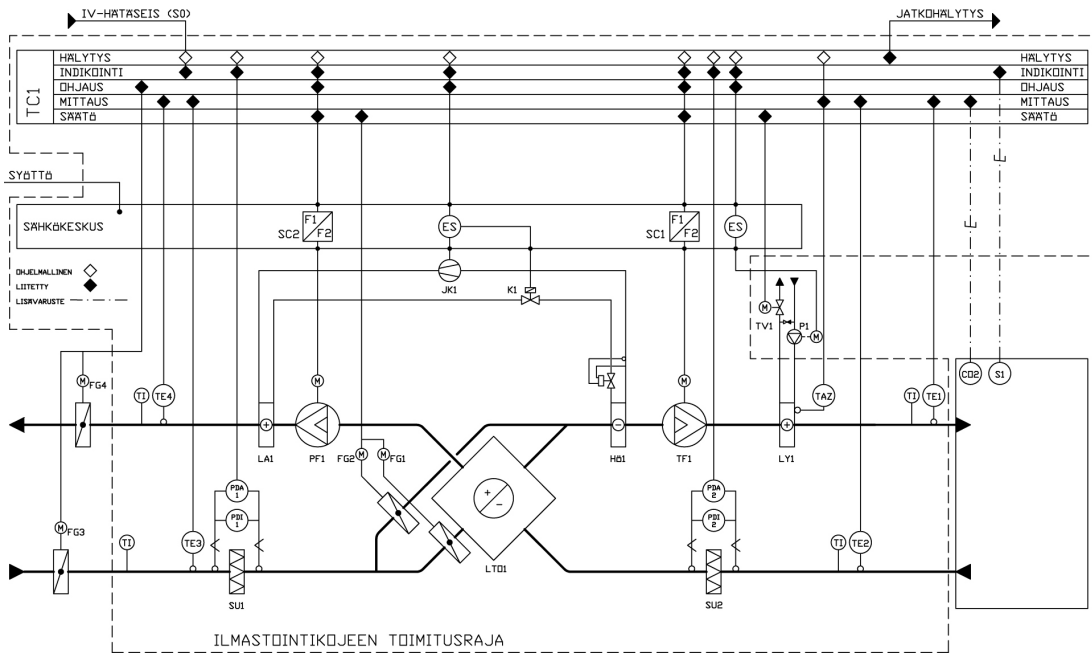 IV-HÄTÄSEIS (S0)
JATKOHÄLYTYS
TC1
HÄLYTYS
HÄLYTYS
INDIKOINTI
INDIKOINTI
OHJAUS
OHJAUS
MITTAUS
MITTAUS
SÄÄTÖ
SÄÄTÖ
SYÖTTÖ
SÄHKÖKESKUS
SC2
F1
F2
ES
SC1
F1
F2
ES
OHJELMALLINEN
LIITETTY
LISÄVARUSTE
JK1
K1
M
TV1
P1
M
M
FG4
TI
TE4
M
M
TAZ
TI
TE1
CO2
S1
LA1
PF1
FG2
M
M
FG1
HÖ1
TF1
LY1
M
FG3
TI
TE3
PDA
1
PDI
1
PDA
2
PDI
2
TI
TE2
SU1
LTO1
SU2
ILMASTOINTIKOJEEN TOIMITUSRAJA